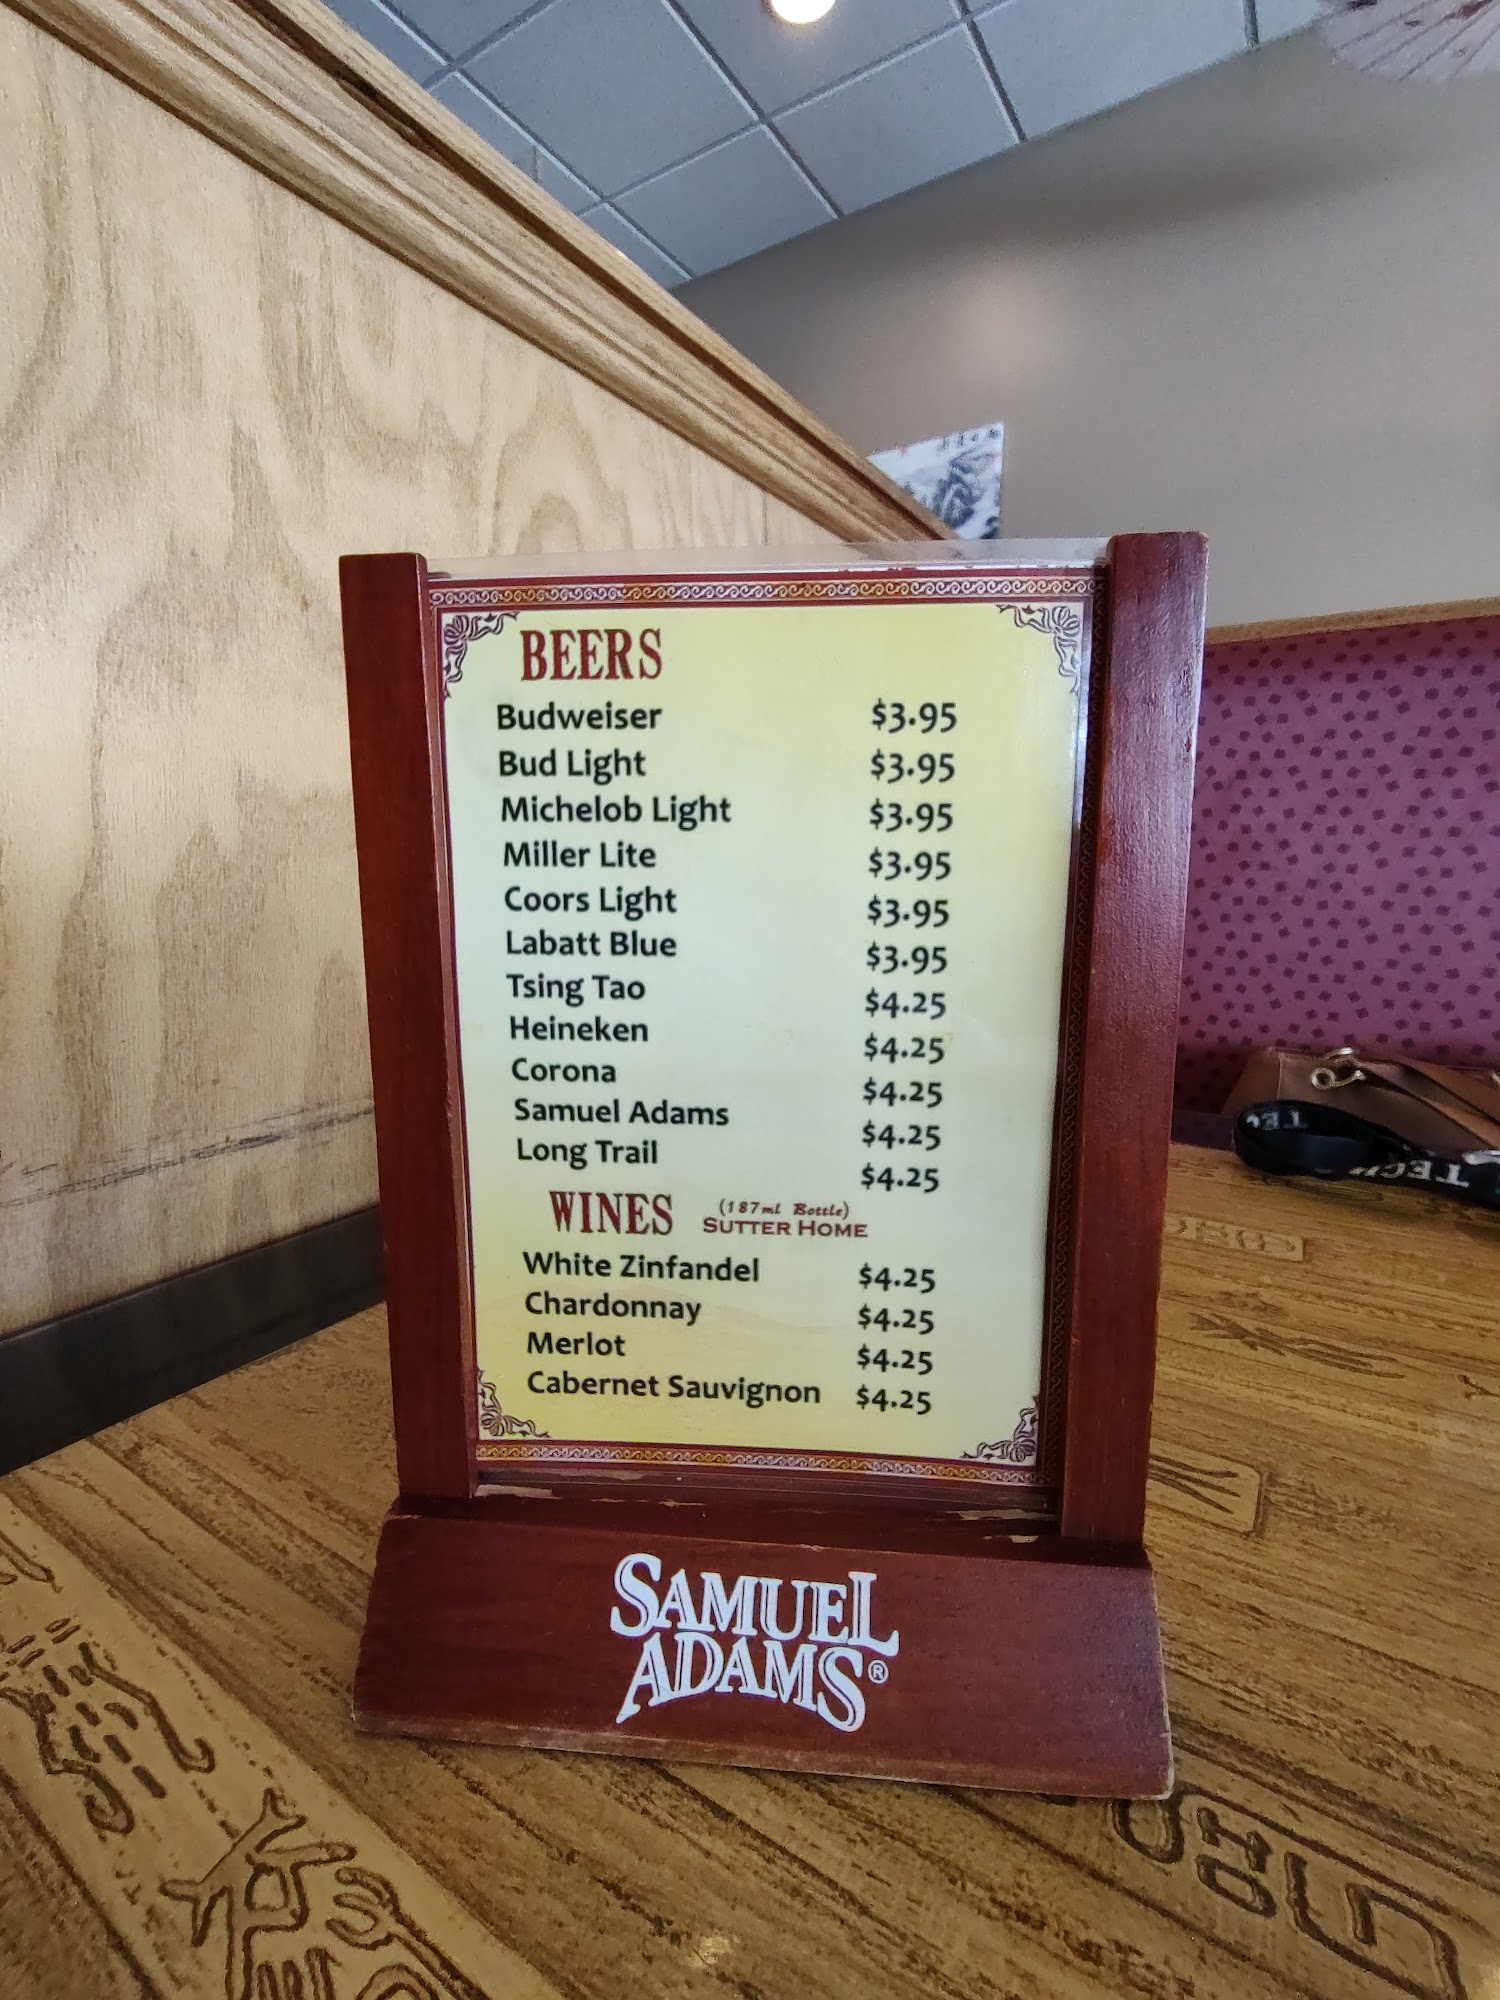 BEERS
Budweiser $3.95
Bud Light $3.95
Michelob Light $3.95
Miller Lite $3.95
Coors Light $3.95
Labatt Blue $3.95
Tsing Tao $4.25
Heineken $4.25
Corona $4.25
Samuel Adams $4.25
Long Trail $4.25
WINES (187ml Bottle)
SUTTER HOME
White Zinfandel $4.25
Chardonnay $4.25
Merlot $4.25
Cabernet Sauvignon $4.25
SAMUEL
ADAMS®